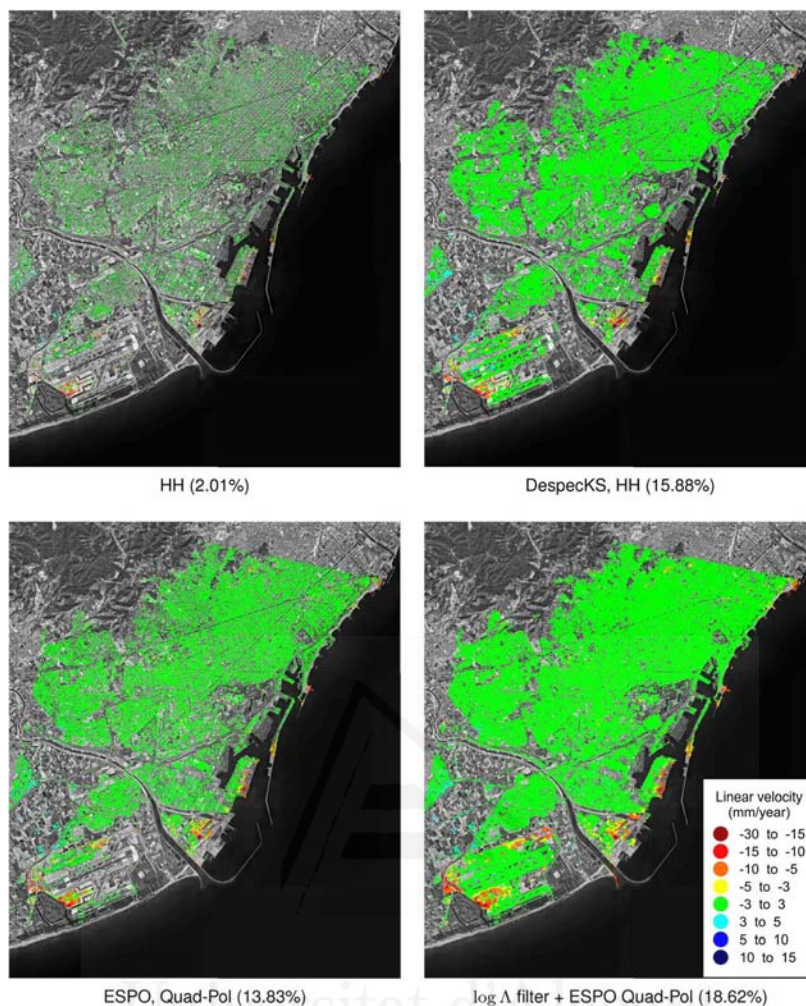 HH (2.01%)
DespecKS, HH (15.88%)
Linear velocity
(mm/year)
-30 to -15
-15 to -10
-10 to -5
-5 to -3
-3 to 3
3 to 5
5 to 10
10 to 15
ESPO, Quad-Pol (13.83%)
log Λ filter + ESPO Quad-Pol (18.62%)